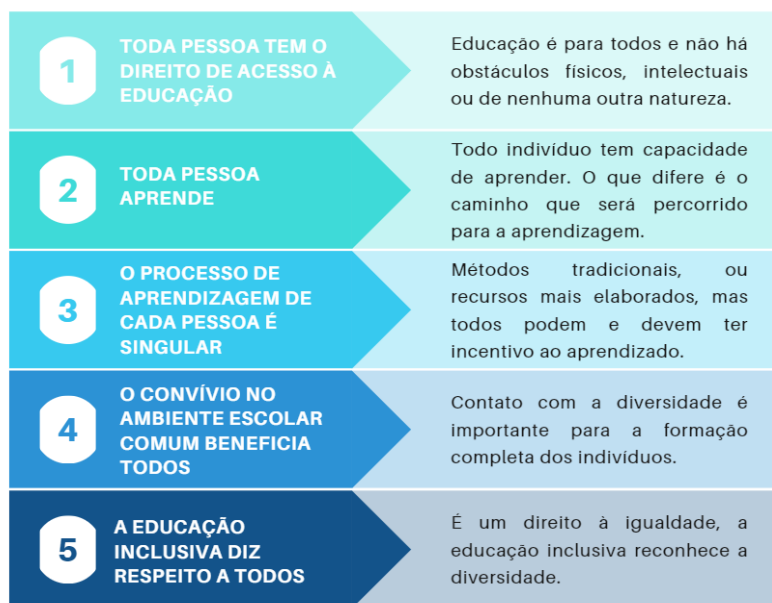 1
TODA PESSOA TEM O
DIREITO DE ACESSO À
EDUCAÇÃO
Educação é para todos e não há
obstáculos físicos, intelectuais
ou de nenhuma outra natureza.
2
TODA PESSOA
APRENDE
Todo indivíduo tem capacidade
de aprender. O que difere é o
caminho que será percorrido
para a aprendizagem.
3
O PROCESSO DE
APRENDIZAGEM DE
CADA PESSOA É
SINGULAR
Métodos tradicionais, ou
recursos mais elaborados, mas
todos podem e devem ter
incentivo ao aprendizado.
4
O CONVÍVIO NO
AMBIENTE ESCOLAR
COMUM BENEFICIA
TODOS
Contato com a diversidade é
importante para a formação
completa dos indivíduos.
5
A EDUCAÇÃO
INCLUSIVA DIZ
RESPEITO A TODOS
É um direito à igualdade, a
educação inclusiva reconhece a
diversidade.